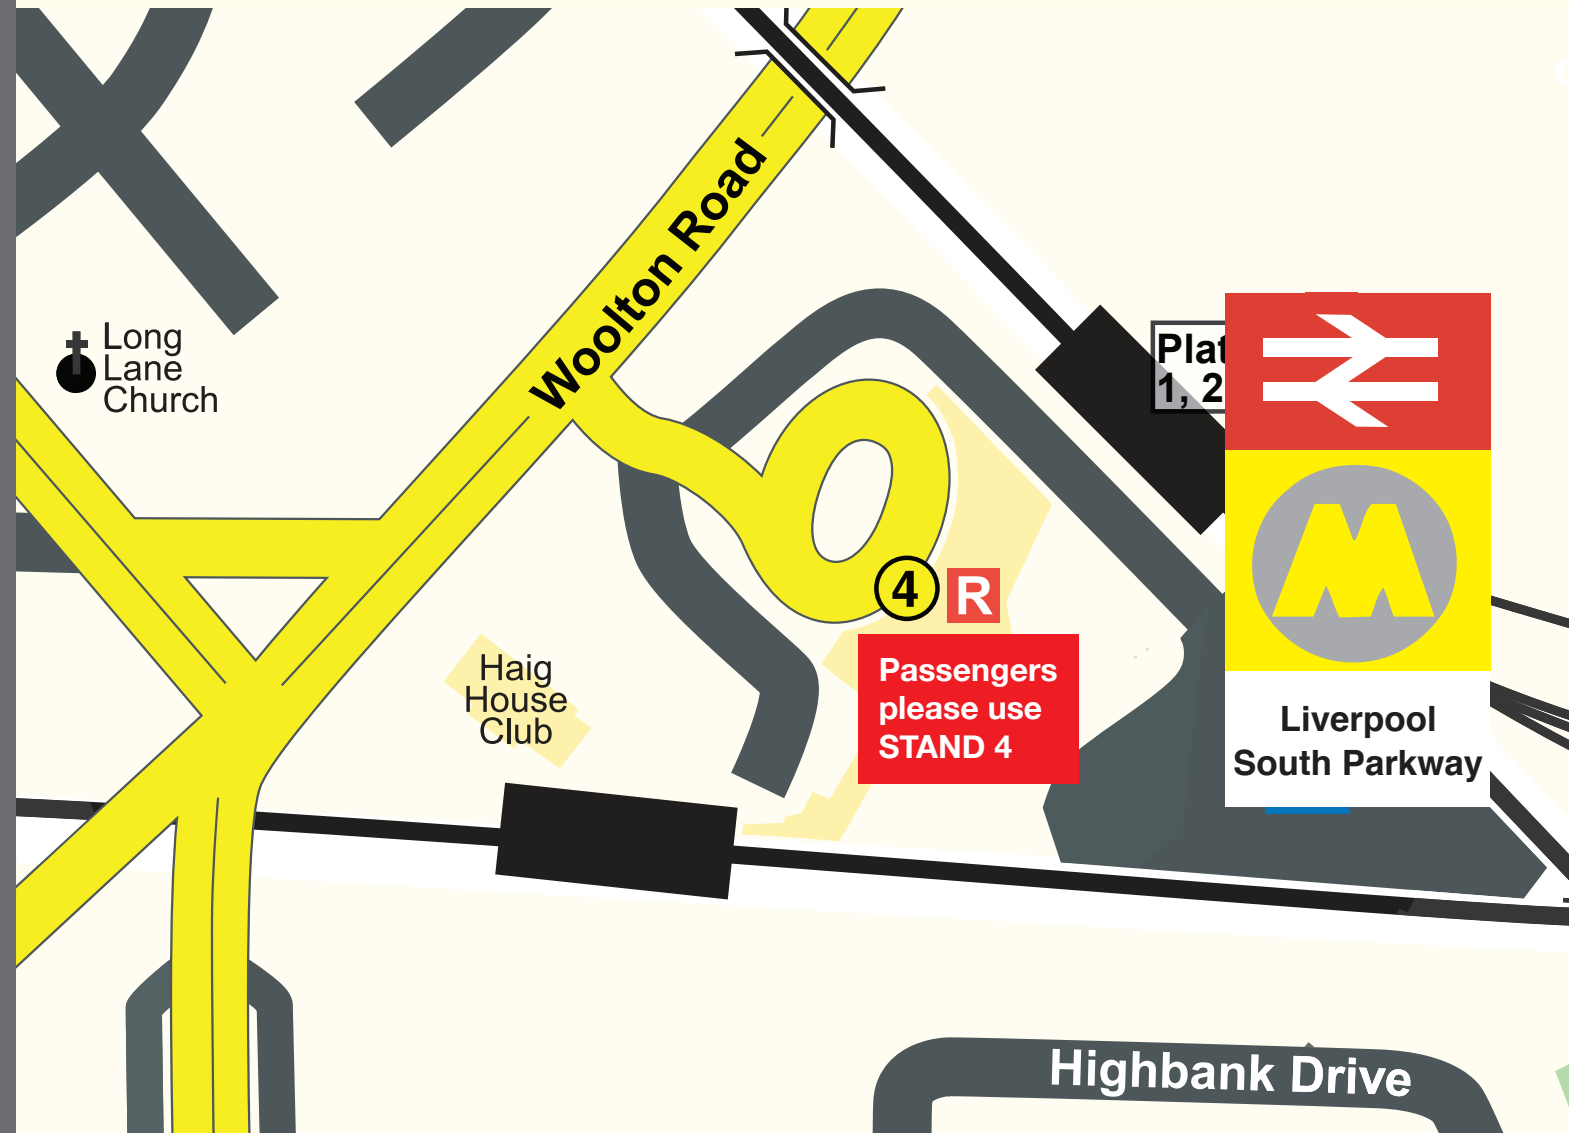 Woolton Road
Long
Lane
Church
Plat
1, 2
4
R
Passengers
please use
STAND 4
Haig
House
Club
Liverpool
South Parkway
Highbank Drive